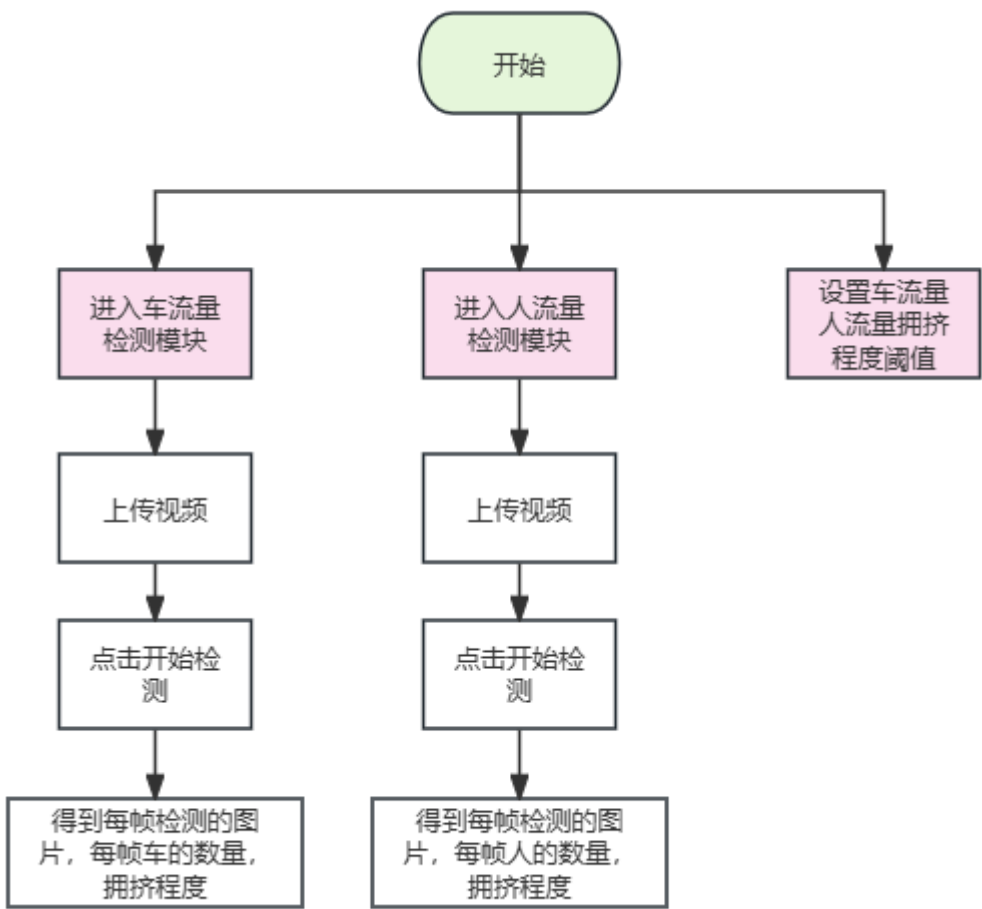 开始
进入车流量
检测模块
进入人流量
检测模块
设置车流量
人流量拥挤
程度阈值
上传视频
上传视频
点击开始检
测
点击开始检
测
得到每帧检测的图
片，每帧车的数量，
拥挤程度
得到每帧检测的图
片，每帧人的数量，
拥挤程度